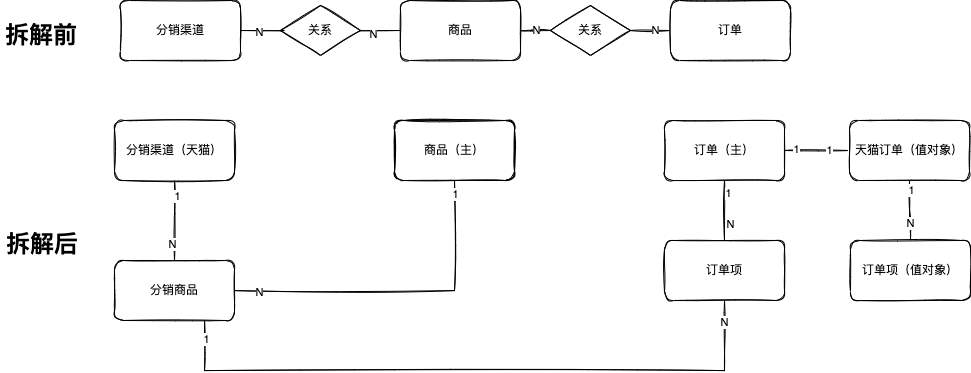 拆解前
分销渠道
N
关系
N
商品
N
关系
N
订单
分销渠道（天猫）
商品（主）
订单（主）
1
1
天猫订单（值对象）
1
1
1
1
N
N
N
拆解后
分销商品
N
订单项
订单项（值对象）
1
N